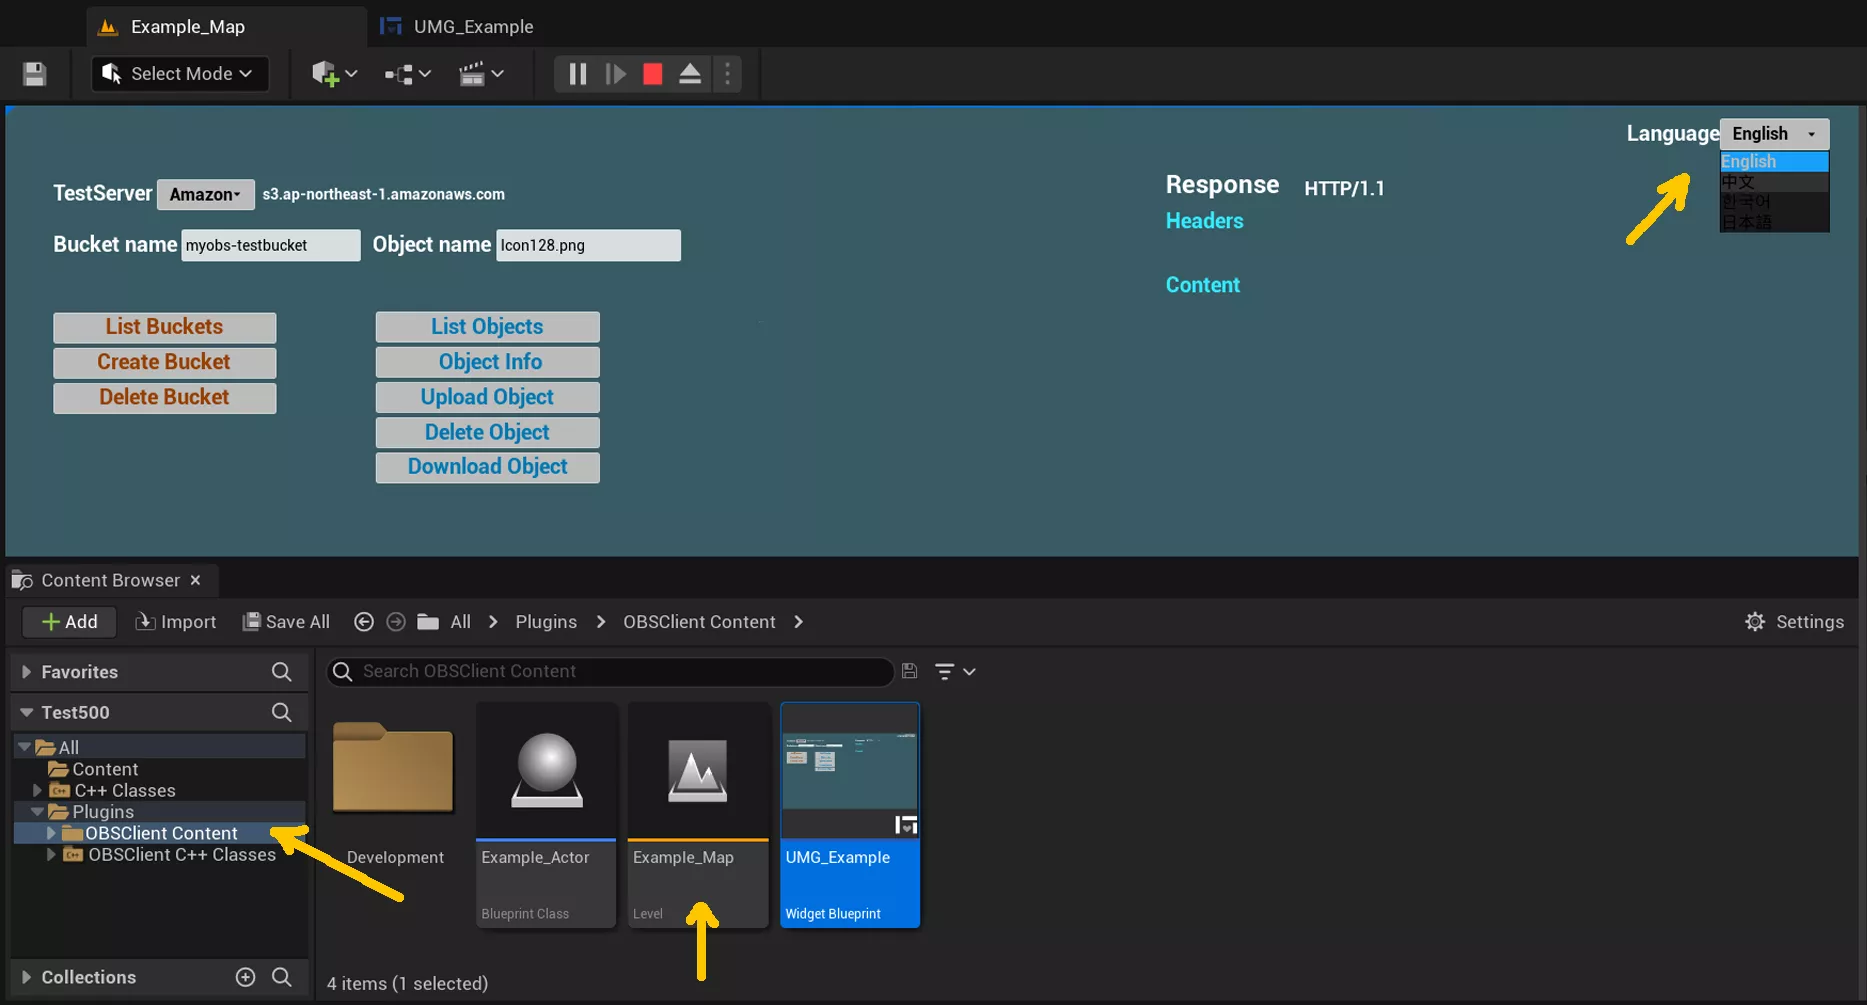 Example_Map
UMG_Example
Select Mode
Language English
English
中文
한국어
日本語
TestServer Amazon s3.ap-northeast-1.amazonaws.com
Bucket name myobs-testbucket Object name Icon128.png
List Buckets
Create Bucket
Delete Bucket
List Objects
Object Info
Upload Object
Delete Object
Download Object
Response HTTP/1.1
Headers
Content
Content Browser
Add Import Save All All Plugins OBSClient Content Settings
Favorites
Test500
All
Content
C++ Classes
Plugins
OBSClient Content
OBSClient C++ Classes
Collections
Search OBSClient Content
Development
Example_Actor
Blueprint Class
Example_Map
Level
UMG_Example
Widget Blueprint
4 items (1 selected)